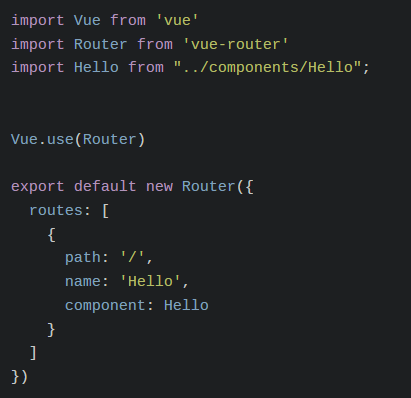 import Vue from 'vue'
import Router from 'vue-router'
import Hello from "../components/Hello";
Vue.use(Router)
export default new Router({
  routes: [
    {
      path: '/',
      name: 'Hello',
      component: Hello
    }
  ]
})